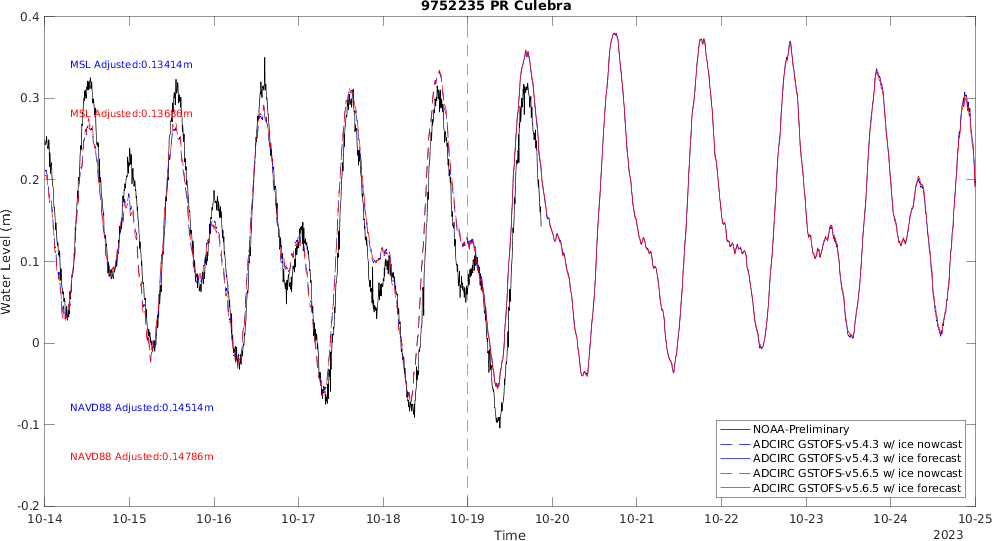 9752235 PR Culebra
0.4
0.3
0.2
0.1
0
-0.1
-0.2
Water Level (m)
MSL Adjusted:0.13414m
MSL Adjusted:0.13686m
NAVD88 Adjusted:0.14514m
NAVD88 Adjusted:0.14786m
NOAA-Preliminary
ADCIRC GSTOFS-v5.4.3 w/ ice nowcast
ADCIRC GSTOFS-v5.4.3 w/ ice forecast
ADCIRC GSTOFS-v5.6.5 w/ ice nowcast
ADCIRC GSTOFS-v5.6.5 w/ ice forecast
10-14 10-15 10-16 10-17 10-18 10-19 10-20 10-21 10-22 10-23 10-24 10-25
Time
2023